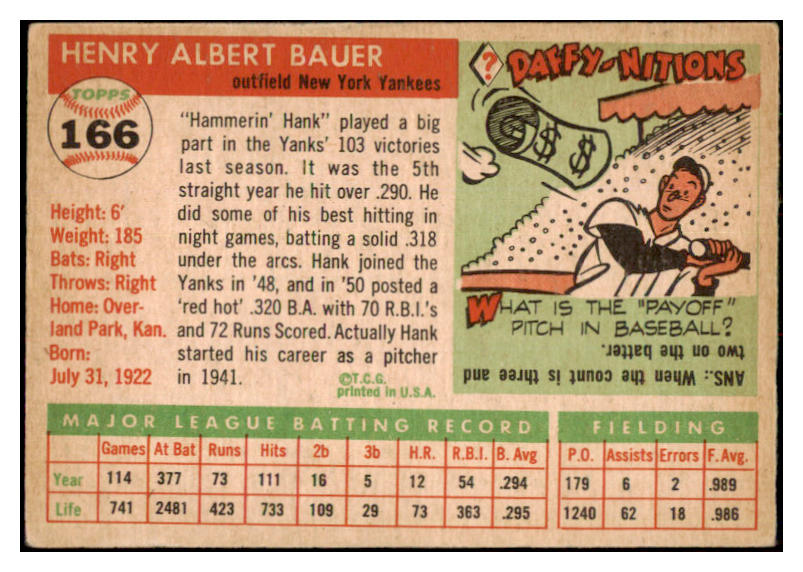 HENRY ALBERT BAUER
outfield New York Yankees
TOPPS
166
Height: 6'
Weight: 185
Bats: Right
Throws: Right
Home: Over-
land Park, Kan.
Born:
July 31, 1922
"Hammerin' Hank" played a big
part in the Yanks' 103 victories
last season. It was the 5th
straight year he hit over .290. He
did some of his best hitting in
night games, batting a solid .318
under the arcs. Hank joined the
Yanks in '48, and in '50 posted a
'red hot' .320 B.A. with 70 R.B.I.'s
and 72 Runs Scored. Actually Hank
started his career as a pitcher
in 1941.
©T.C.G.
printed in U.S.A.
? DAFFY-NITIONS
$ $ $
WHAT IS THE "PAYOFF"
PITCH IN BASEBALL?
ANS.: When the count is three and
two on the batter.
MAJOR LEAGUE BATTING RECORD FIELDING
Games At Bat Runs Hits 2b 3b H.R. R.B.I. B. Avg P.O. Assists Errors F. Avg.
Year 114 377 73 111 16 5 12 54 .294 179 6 2 .989
Life 741 2481 423 733 109 29 73 363 .295 1240 62 18 .986